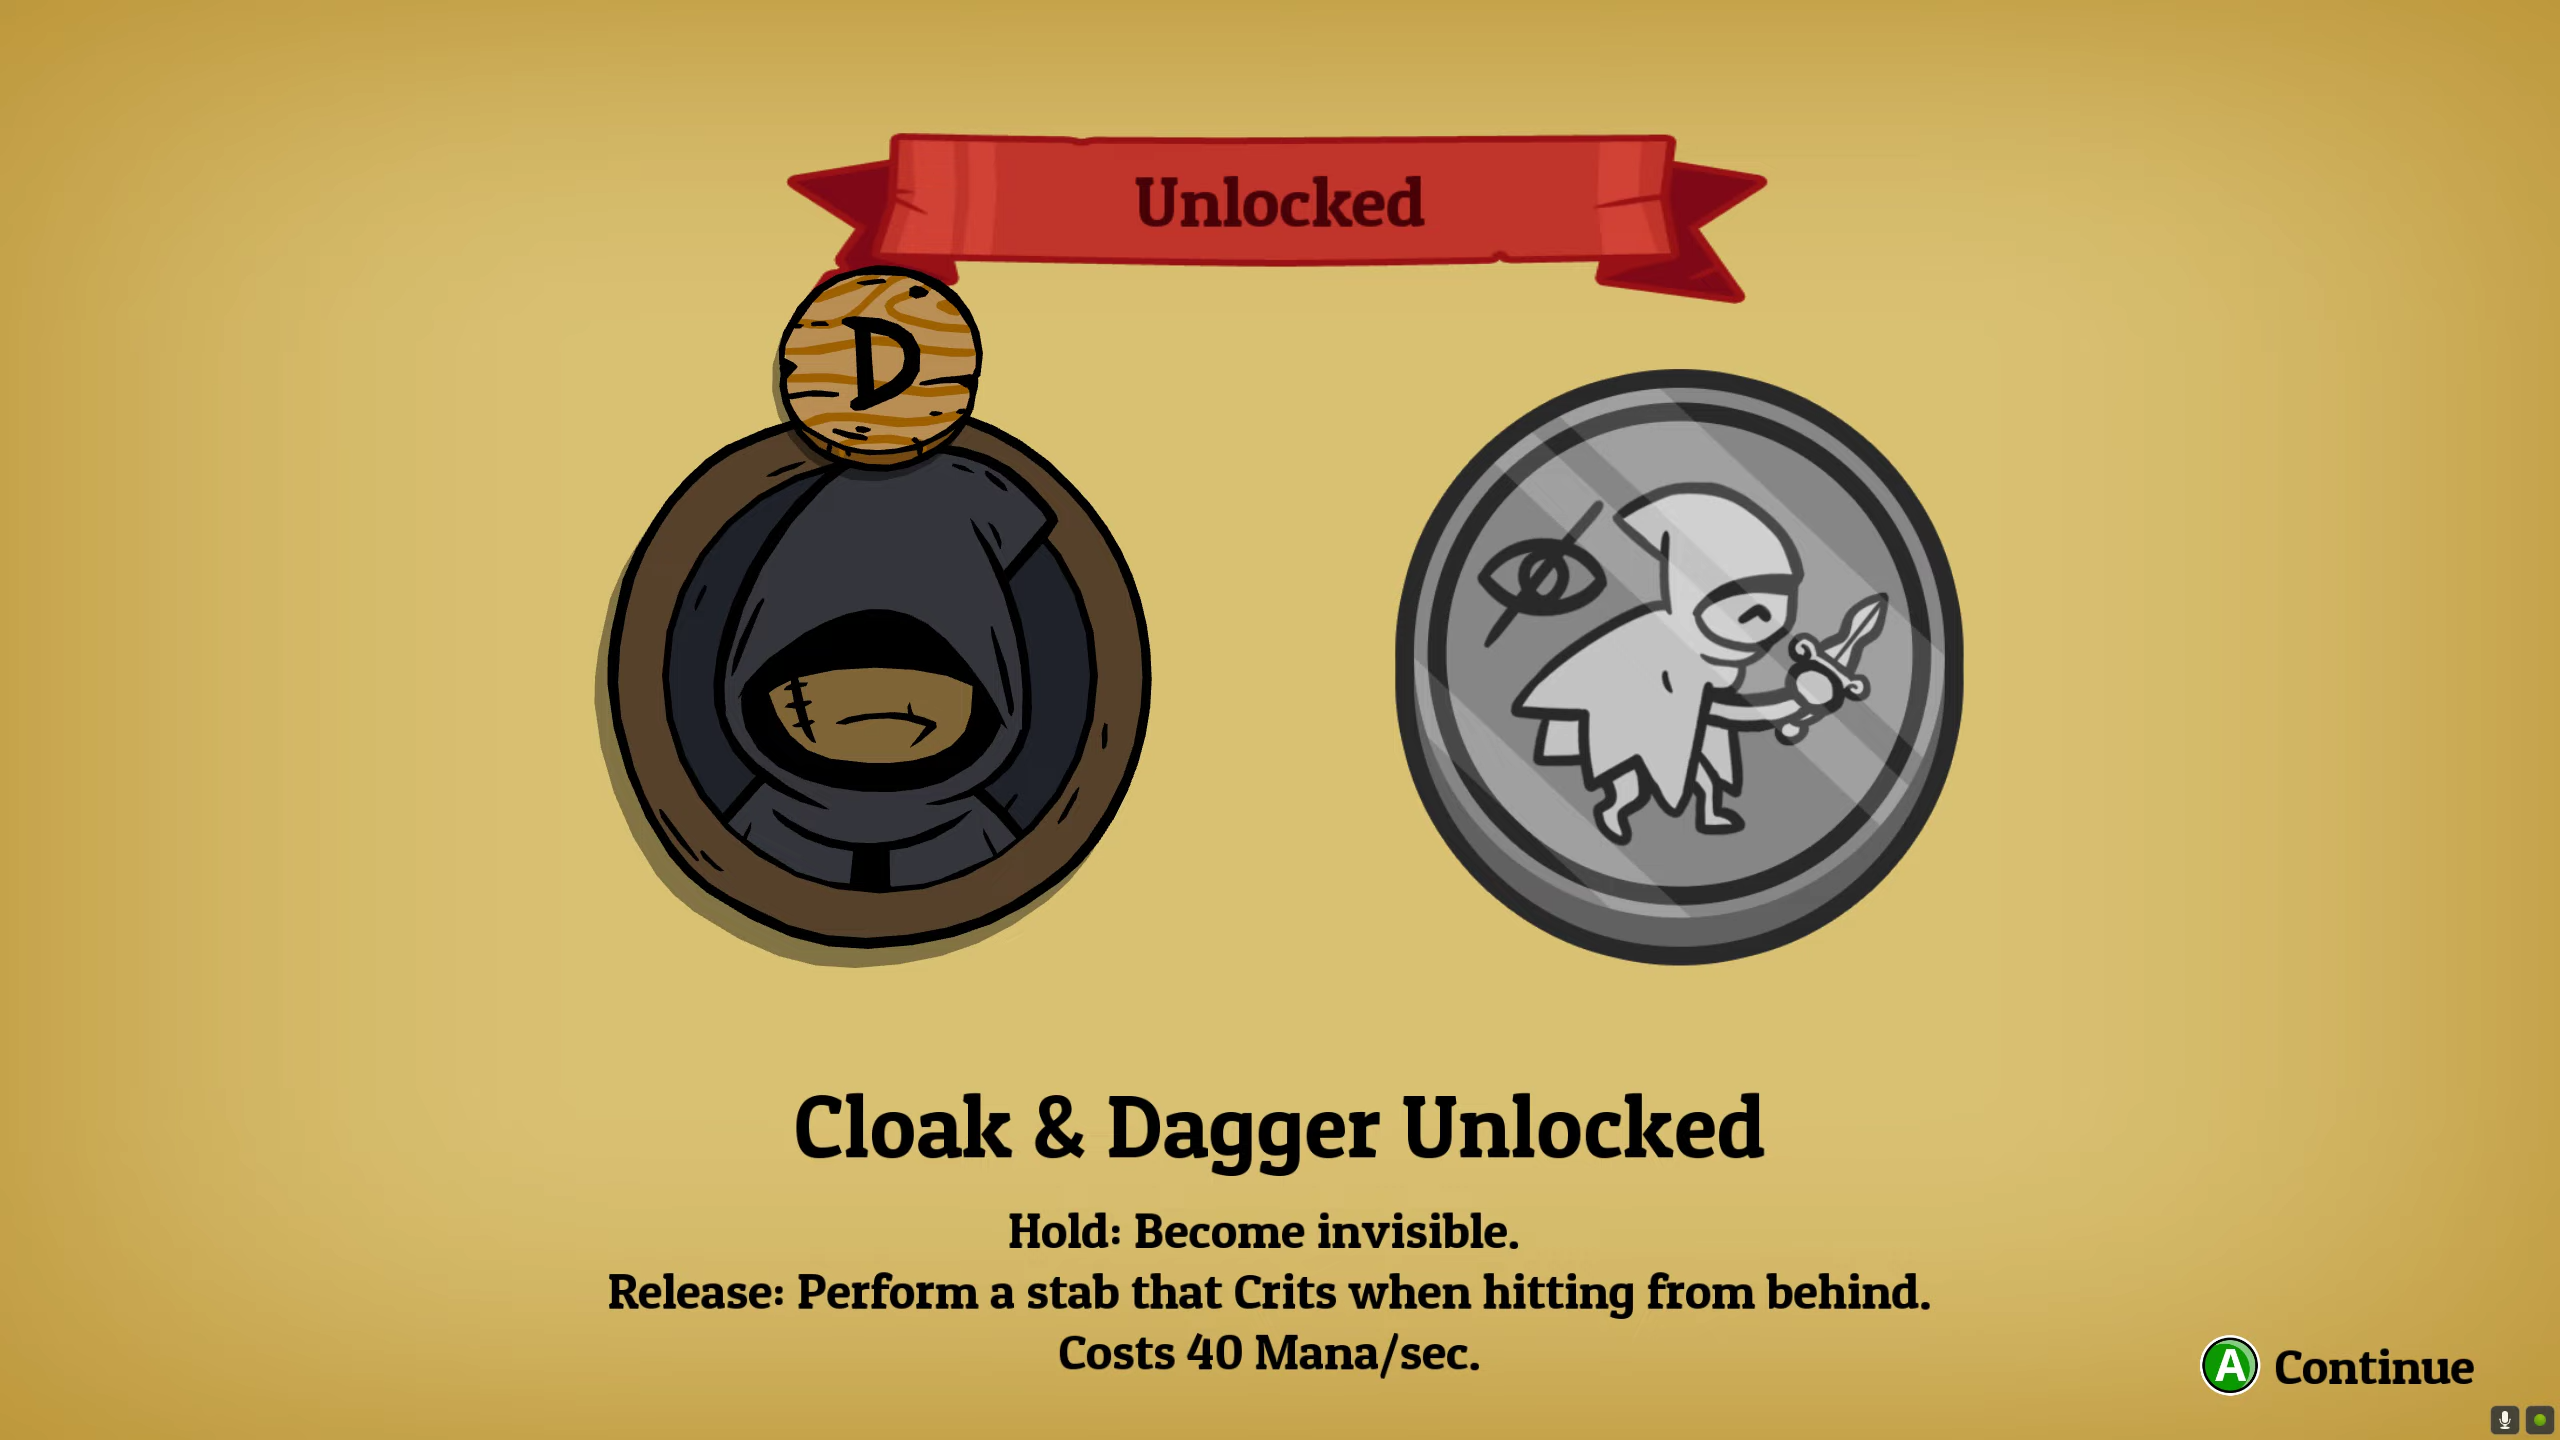 Unlocked
D
Cloak & Dagger Unlocked
Hold: Become invisible.
Release: Perform a stab that Crits when hitting from behind.
Costs 40 Mana/sec.
A Continue